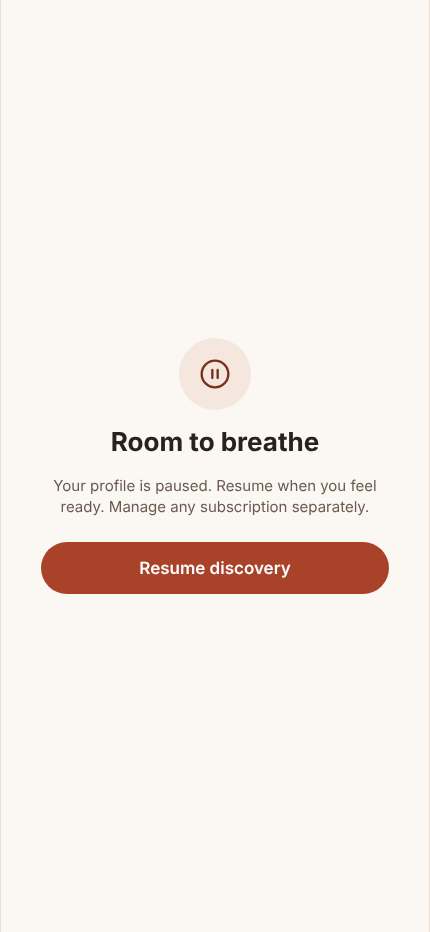 Room to breathe
Your profile is paused. Resume when you feel
ready. Manage any subscription separately.
Resume discovery